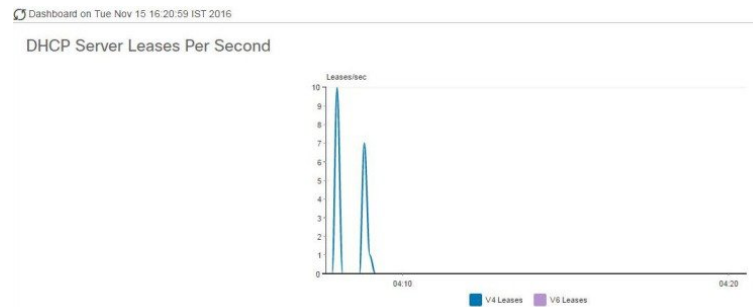 Dashboard on Tue Nov 15 16:20:59 IST 2016
DHCP Server Leases Per Second
Leases/sec
10
9
8
7
6
5
4
3
2
1
0
04:10
04:20
V4 Leases
V6 Leases